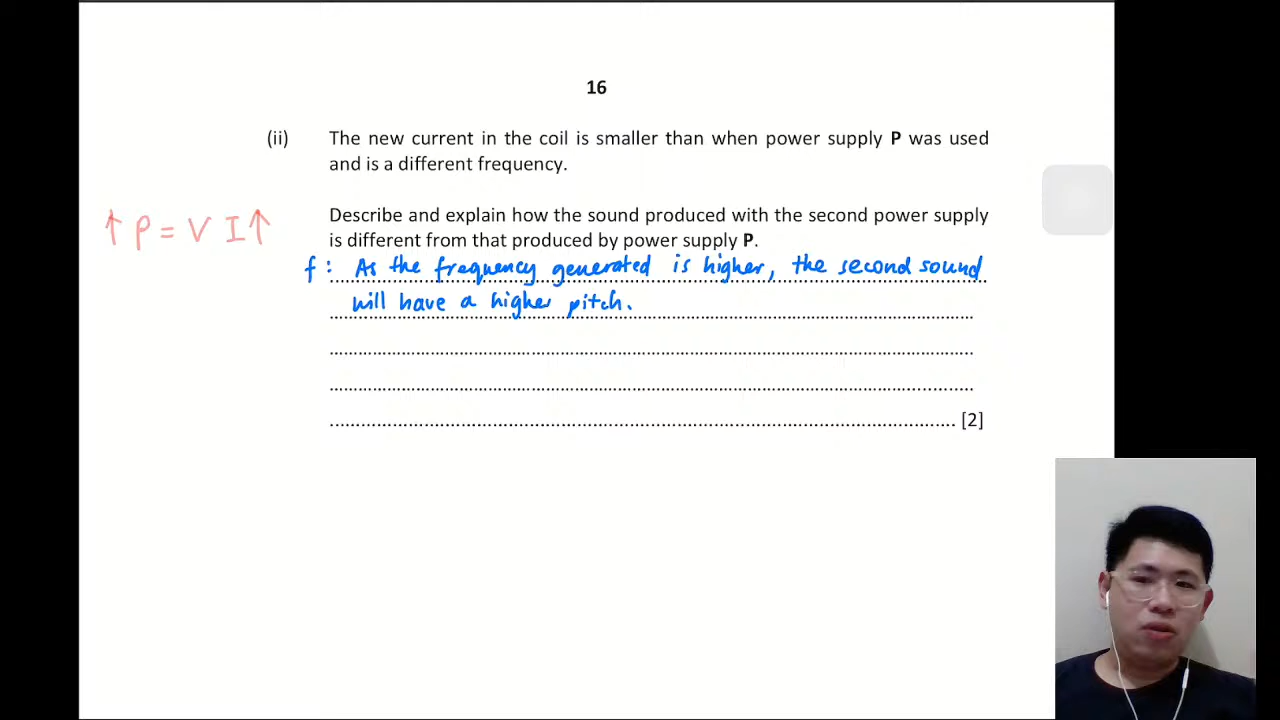 16
(ii) The new current in the coil is smaller than when power supply P was used
and is a different frequency.
↑ P = V I ↑
Describe and explain how the sound produced with the second power supply
is different from that produced by power supply P.
f : As the frequency generated is higher, the second sound
will have a higher pitch.
[2]